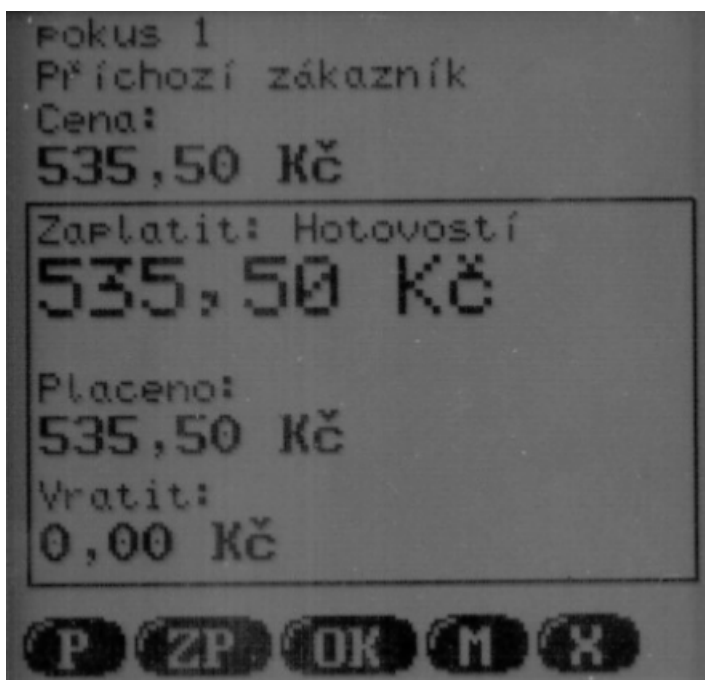 pokus 1
Příchozí zákazník
Cena:
535,50 Kč
Zaplatit: Hotovostí
535,50 Kč
Placeno:
535,50 Kč
Vratit:
0,00 Kč
P ZP OK M X